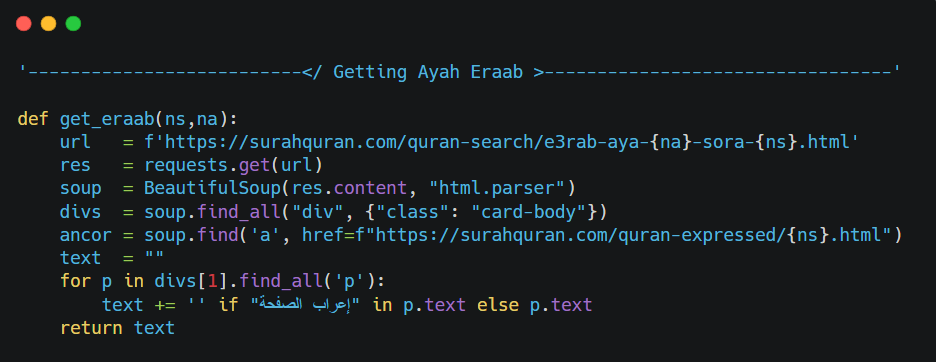 '--------------------------</ Getting Ayah Eraab >---------------------------------'
def get_eraab(ns,na):
    url   = f'https://surahquran.com/quran-search/e3rab-aya-{na}-sora-{ns}.html'
    res   = requests.get(url)
    soup  = BeautifulSoup(res.content, "html.parser")
    divs  = soup.find_all("div", {"class": "card-body"})
    ancor = soup.find('a', href=f"https://surahquran.com/quran-expressed/{ns}.html")
    text  = ""
    for p in divs[1].find_all('p'):
        text += '' if "إعراب الصفحة" in p.text else p.text
    return text